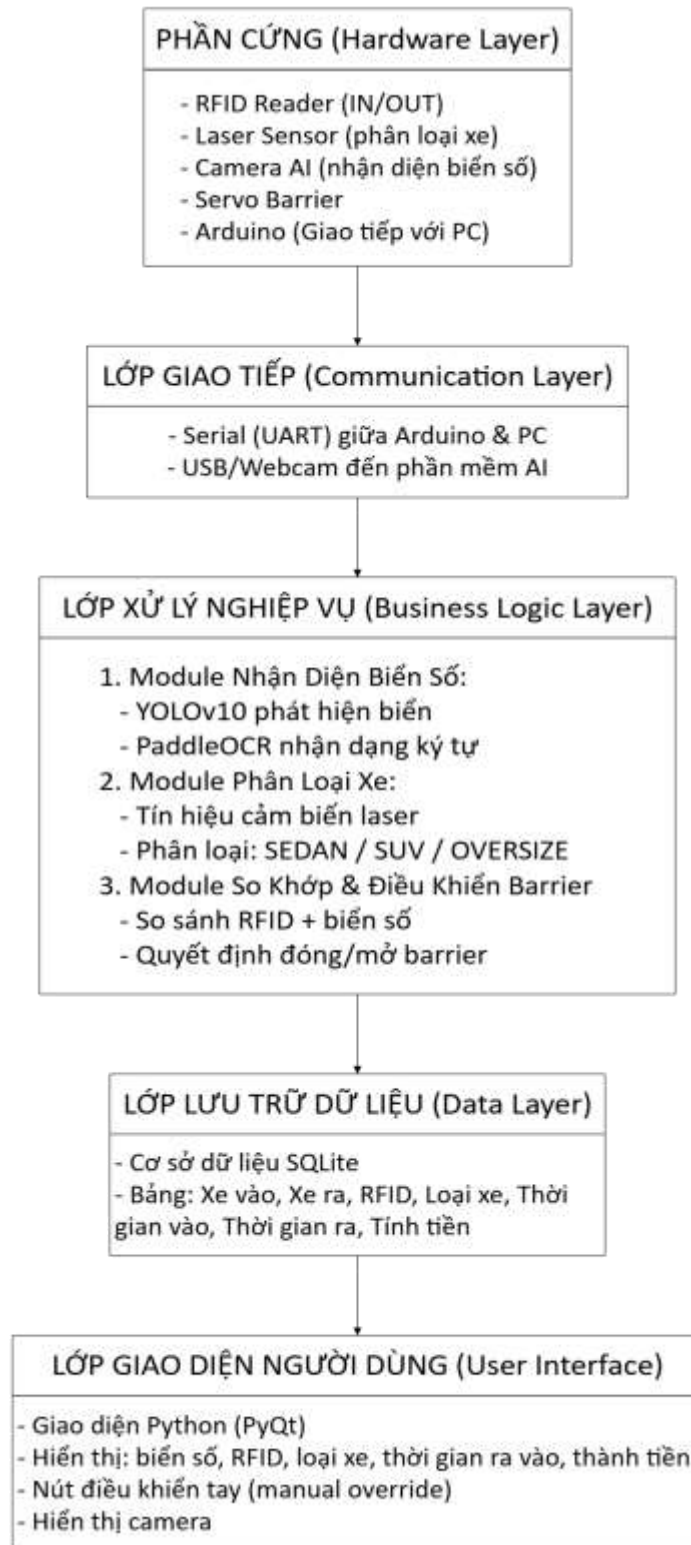 PHẦN CỨNG (Hardware Layer)
- RFID Reader (IN/OUT)
- Laser Sensor (phân loại xe)
- Camera AI (nhận diện biển số)
- Servo Barrier
- Arduino (Giao tiếp với PC)
LỚP GIAO TIẾP (Communication Layer)
- Serial (UART) giữa Arduino & PC
- USB/Webcam đến phần mềm AI
LỚP XỬ LÝ NGHIỆP VỤ (Business Logic Layer)
1. Module Nhận Diện Biển Số:
- YOLOv10 phát hiện biển
- PaddleOCR nhận dạng ký tự
2. Module Phân Loại Xe:
- Tín hiệu cảm biến laser
- Phân loại: SEDAN / SUV / OVERSIZE
3. Module So Khớp & Điều Khiển Barrier
- So sánh RFID + biển số
- Quyết định đóng/mở barrier
LỚP LƯU TRỮ DỮ LIỆU (Data Layer)
- Cơ sở dữ liệu SQLite
- Bảng: Xe vào, Xe ra, RFID, Loại xe, Thời
gian vào, Thời gian ra, Tính tiền
LỚP GIAO DIỆN NGƯỜI DÙNG (User Interface)
- Giao diện Python (PyQt)
- Hiển thị: biển số, RFID, loại xe, thời gian ra vào, thành tiền
- Nút điều khiển tay (manual override)
- Hiển thị camera